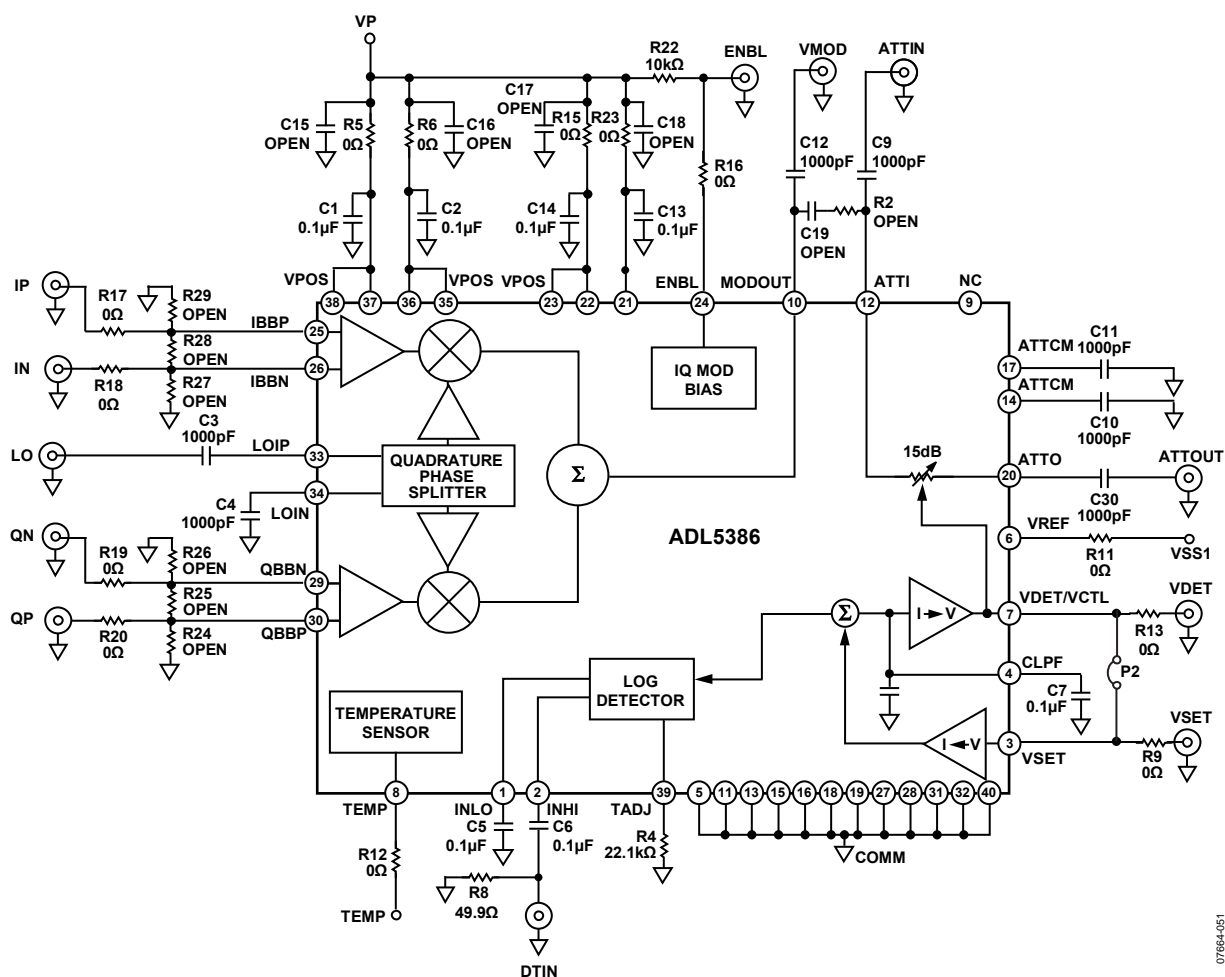 VP
R22
10kΩ
ENBL
VMOD
ATTIN
C15
OPEN
R5
0Ω
R6
0Ω
C16
OPEN
C17
OPEN
R15
0Ω
R23
0Ω
C18
OPEN
R16
0Ω
C12
1000pF
C9
1000pF
C1
0.1µF
C2
0.1µF
C14
0.1µF
C13
0.1µF
C19
OPEN
R2
OPEN
VPOS
VPOS
VPOS
ENBL
MODOUT
ATTI
NC
38
37
36
35
23
22
21
24
10
12
9
IP
R17
0Ω
R29
OPEN
IBBP
25
R28
OPEN
IN
R18
0Ω
R27
OPEN
IBBN
26
IQ MOD
BIAS
ATTCM
17
C11
1000pF
ATTCM
14
C10
1000pF
LO
C3
1000pF
LOIP
33
QUADRATURE
PHASE
SPLITTER
Σ
15dB
ATTO
20
C30
1000pF
ATTOUT
C4
1000pF
LOIN
34
ADL5386
VREF
6
R11
0Ω
VSS1
QN
R19
0Ω
R26
OPEN
QBBN
29
R25
OPEN
QP
R20
0Ω
R24
OPEN
QBBP
30
Σ
I V
VDET/VCTL
7
R13
0Ω
VDET
CLPF
4
C7
0.1µF
P2
LOG
DETECTOR
TEMPERATURE
SENSOR
I V
3
VSET
R9
0Ω
VSET
8
1
2
39
5
11
13
15
16
18
19
27
28
31
32
40
TEMP
INLO
INHI
TADJ
C5
0.1µF
C6
0.1µF
R4
22.1kΩ
COMM
R12
0Ω
R8
49.9Ω
TEMP
DTIN
07664-051